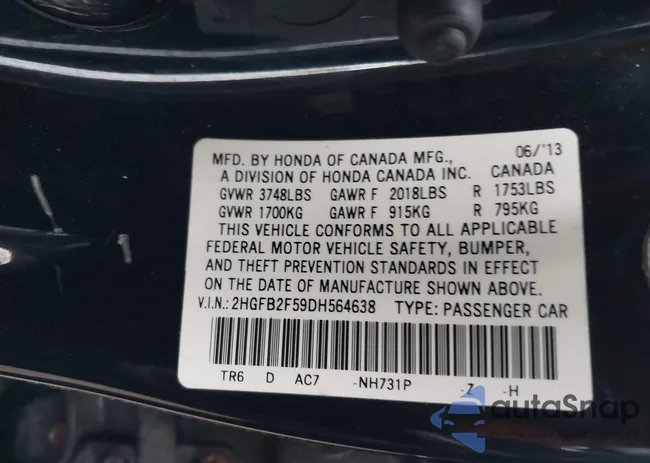 MFD. BY HONDA OF CANADA MFG., 06/'13
A DIVISION OF HONDA CANADA INC. CANADA
GVWR 3748LBS GAWR F 2018LBS R 1753LBS
GVWR 1700KG GAWR F 915KG R 795KG
THIS VEHICLE CONFORMS TO ALL APPLICABLE
FEDERAL MOTOR VEHICLE SAFETY, BUMPER,
AND THEFT PREVENTION STANDARDS IN EFFECT
ON THE DATE OF MANUFACTURE SHOWN ABOVE.
V.I.N.: 2HGFB2F59DH564638 TYPE: PASSENGER CAR
TR6 D AC7 -NH731P -Z -H
autoSnap